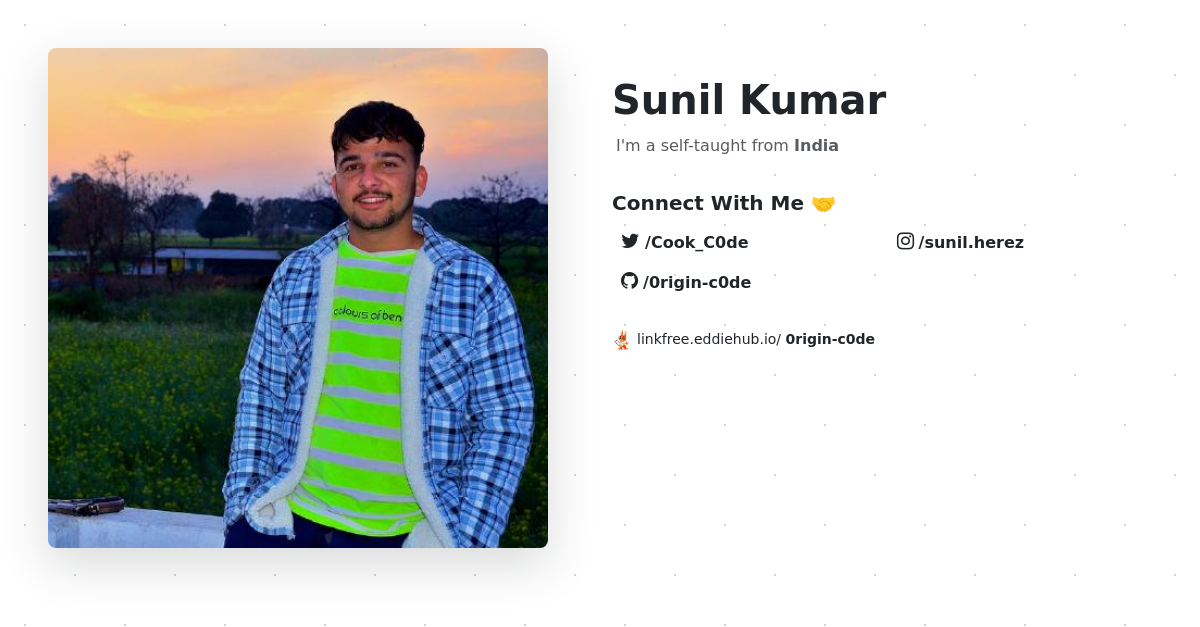 Sunil Kumar
I'm a self-taught from India
Connect With Me 🤝
/Cook_C0de
/sunil.herez
/0rigin-c0de
linkfree.eddiehub.io/ 0rigin-c0de
colours of ben